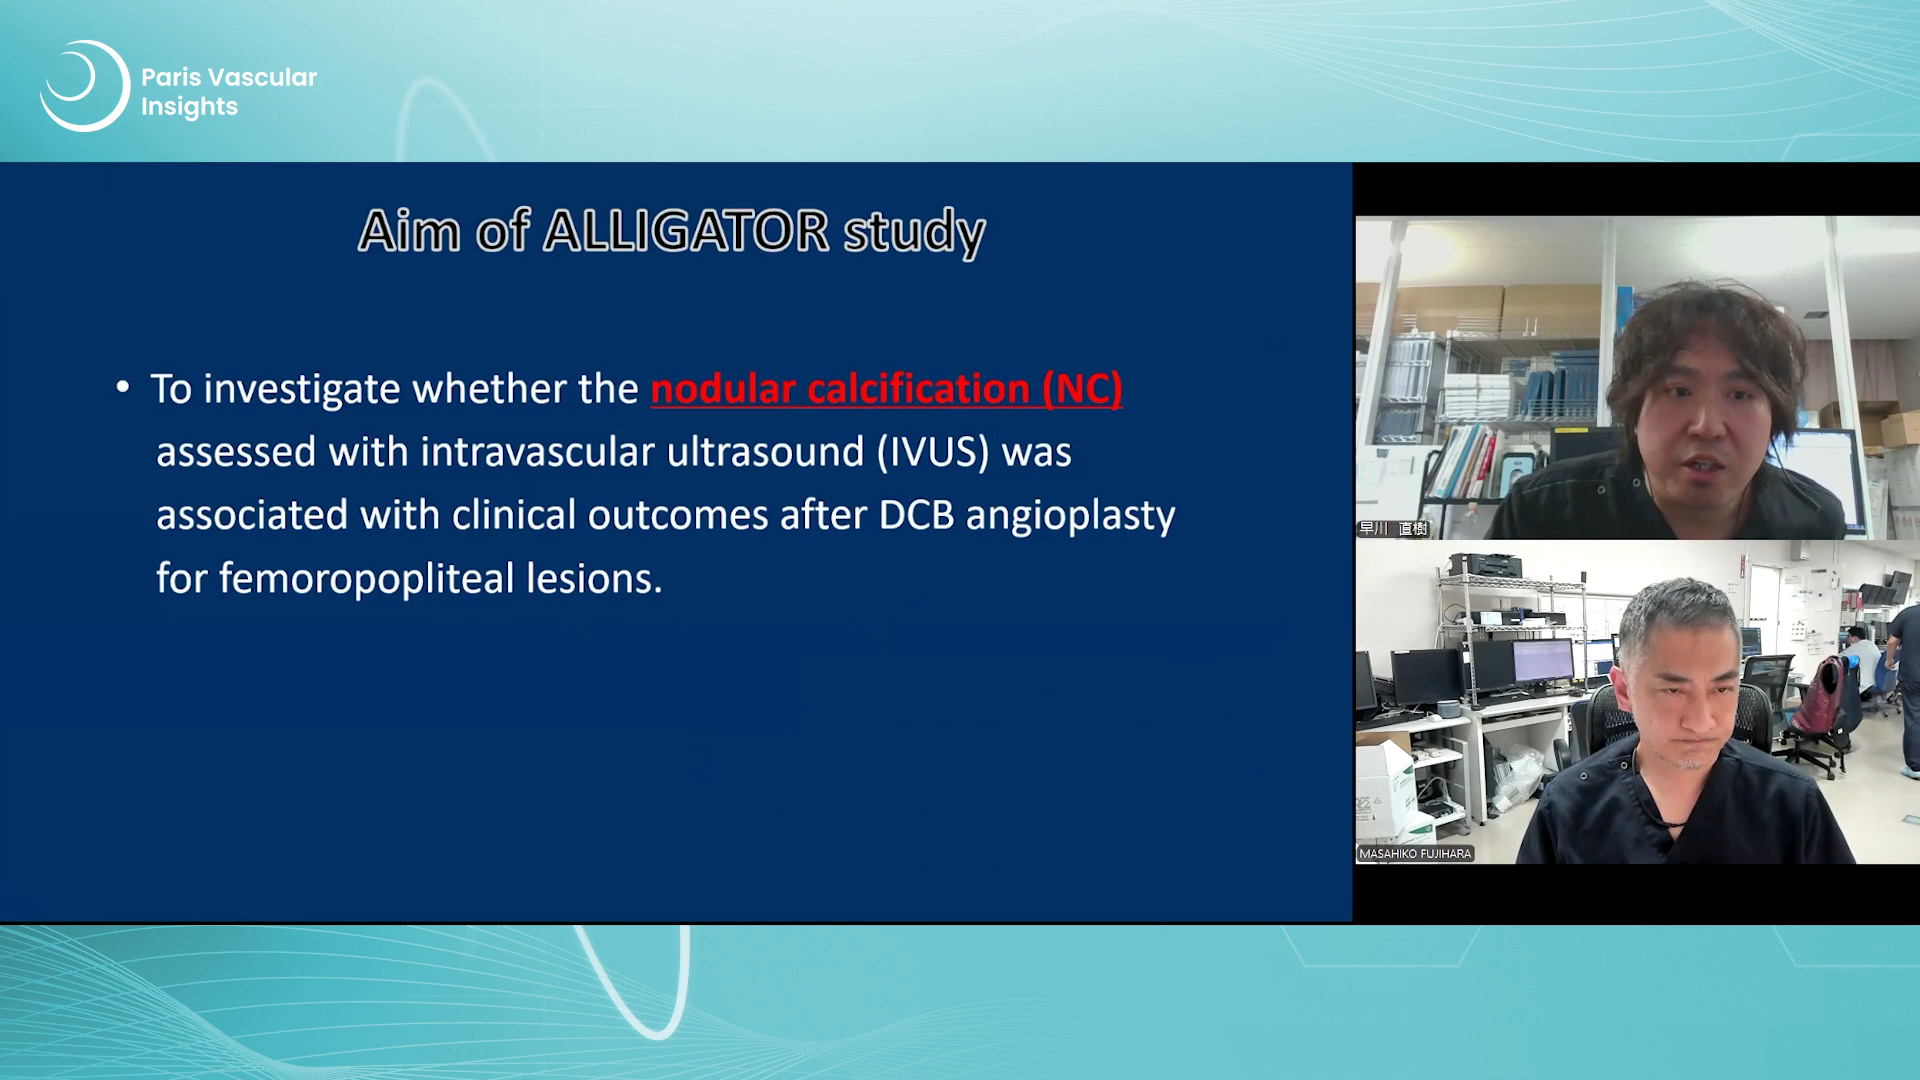 Paris Vascular
Insights
Aim of ALLIGATOR study
• To investigate whether the nodular calcification (NC)
assessed with intravascular ultrasound (IVUS) was
associated with clinical outcomes after DCB angioplasty
for femoropopliteal lesions.
早川 直樹
MASAHIKO FUJIHARA